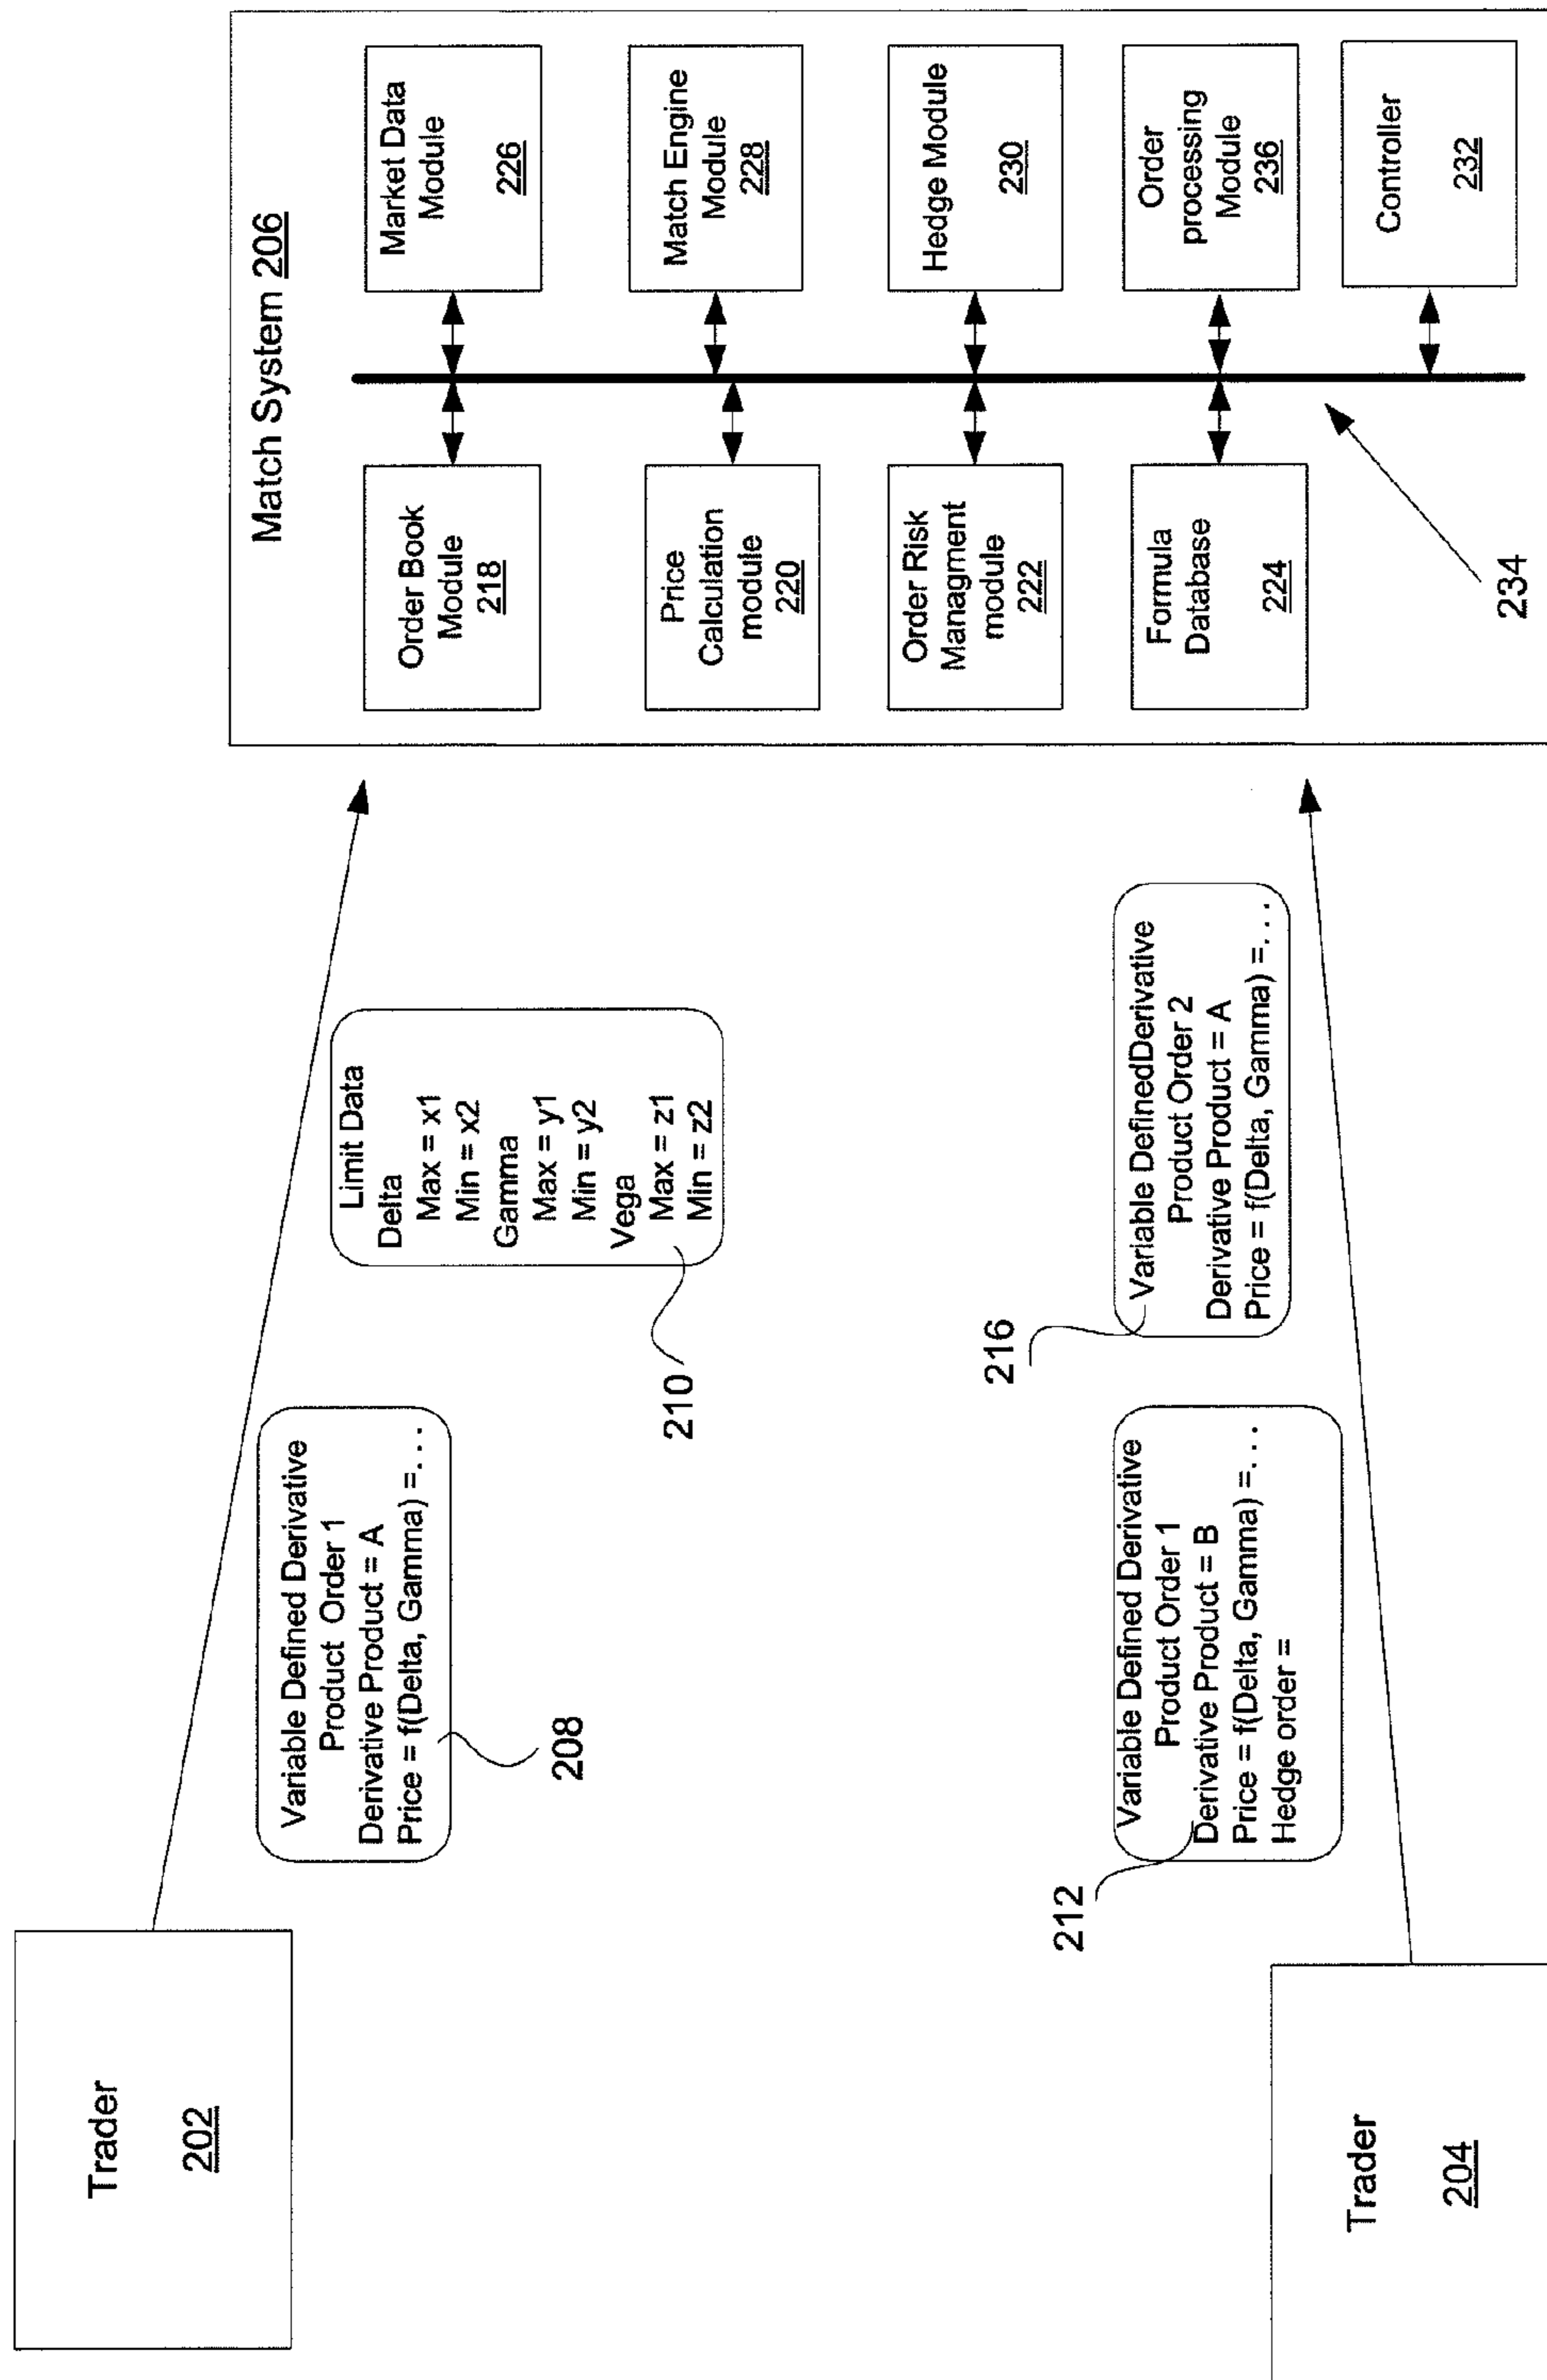 Trader
202
Variable Defined Derivative
Product Order 1
Derivative Product = A
Price = f(Delta, Gamma) =. . .
208
Limit Data
Delta
Max = x1
Min = x2
Gamma
Max = y1
Min = y2
Vega
Max = z1
Min = z2
210
Trader
204
Variable Defined Derivative
Product Order 1
Derivative Product = B
Price = f(Delta, Gamma) =. . .
Hedge order =
212
Variable DefinedDerivative
Product Order 2
Derivative Product = A
Price = f(Delta, Gamma) =. . .
216
Match System 206
Order Book
Module
218
Price
Calculation
module
220
Order Risk
Managment
module
222
Formula
Database
224
Market Data
Module
226
Match Engine
Module
228
Hedge Module
230
Order
processing
Module
236
Controller
232
234